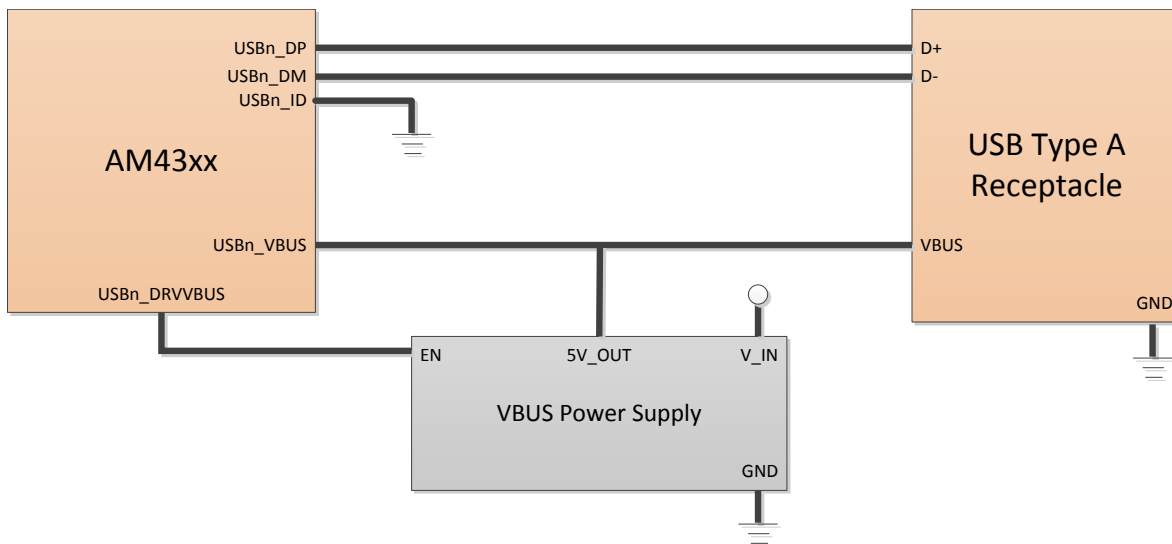 USBn_DP
USBn_DM
USBn_ID
AM43xx
USBn_VBUS
USBn_DRVVBUS
D+
D-
USB Type A
Receptacle
VBUS
GND
EN
5V_OUT
V_IN
VBUS Power Supply
GND